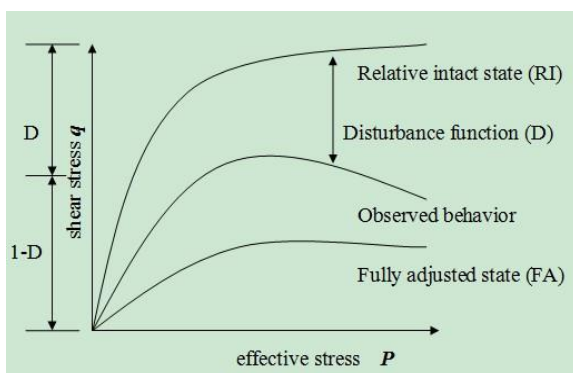 Relative intact state (RI)
D
Disturbance function (D)
shear stress q
Observed behavior
1-D
Fully adjusted state (FA)
effective stress P